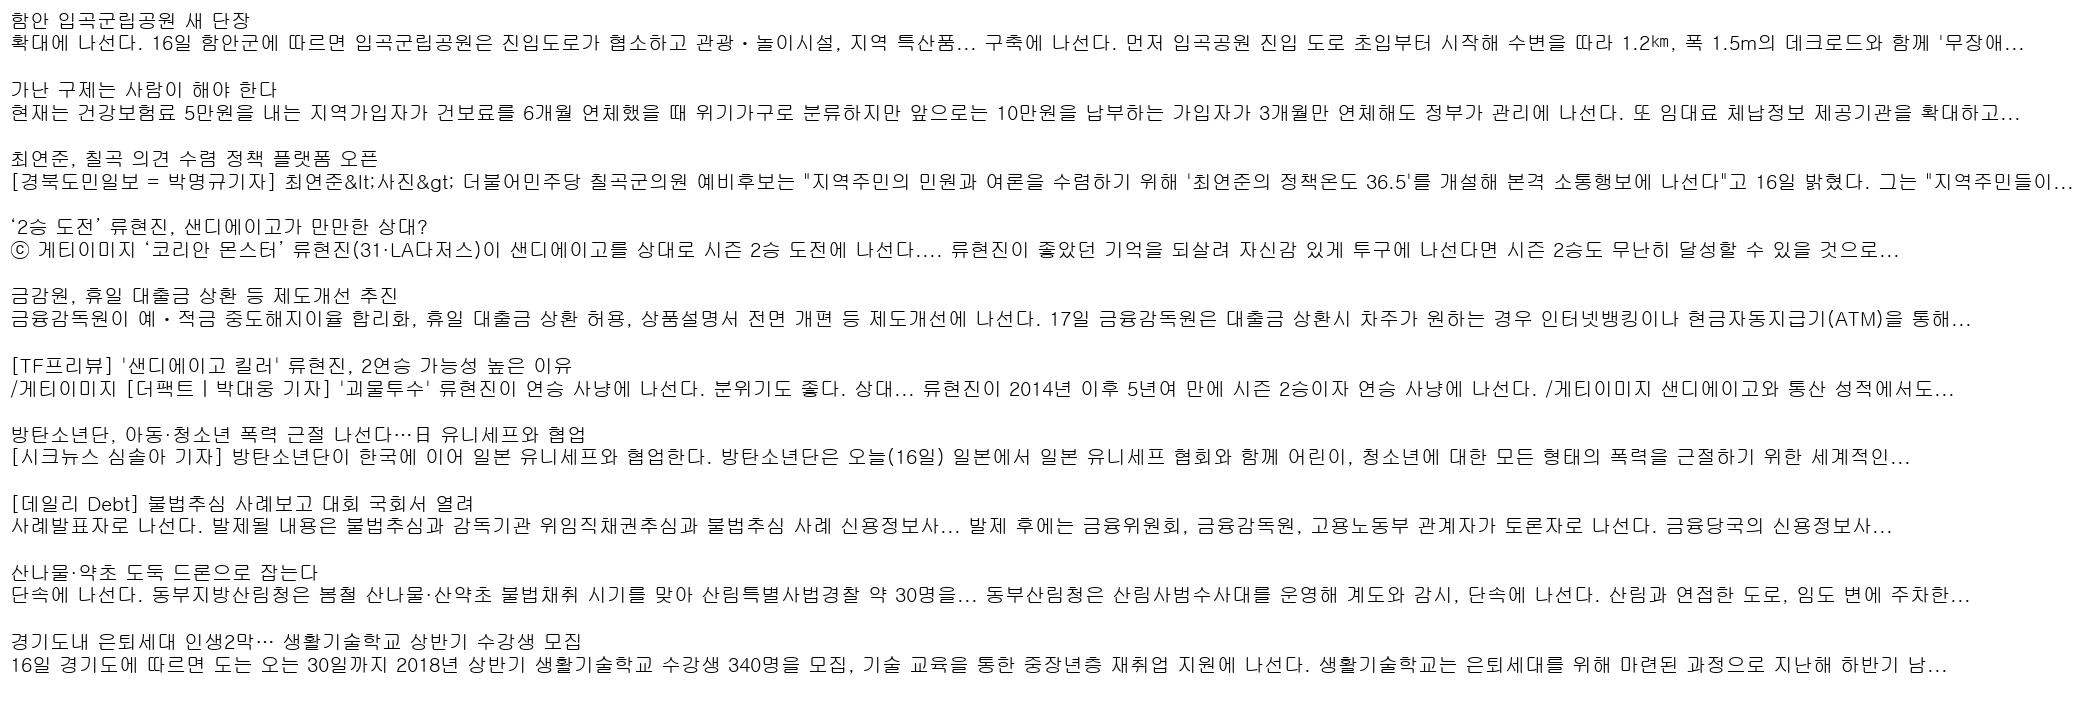 함안 입곡군립공원 새 단장
확대에 나선다. 16일 함안군에 따르면 입곡군립공원은 진입도로가 협소하고 관광・놀이시설, 지역 특산품... 구축에 나선다. 먼저 입곡공원 진입 도로 초입부터 시작해 수변을 따라 1.2㎞, 폭 1.5m의 데크로드와 함께 '무장애...
가난 구제는 사람이 해야 한다
현재는 건강보험료 5만원을 내는 지역가입자가 건보료를 6개월 연체했을 때 위기가구로 분류하지만 앞으로는 10만원을 납부하는 가입자가 3개월만 연체해도 정부가 관리에 나선다. 또 임대료 체납정보 제공기관을 확대하고...
최연준, 칠곡 의견 수렴 정책 플랫폼 오픈
[경북도민일보 = 박명규기자] 최연준&lt;사진&gt; 더불어민주당 칠곡군의원 예비후보는 "지역주민의 민원과 여론을 수렴하기 위해 '최연준의 정책온도 36.5'를 개설해 본격 소통행보에 나선다"고 16일 밝혔다. 그는 "지역주민들이...
‘2승 도전’ 류현진, 샌디에이고가 만만한 상대?
ⓒ 게티이미지 ‘코리안 몬스터’ 류현진(31·LA다저스)이 샌디에이고를 상대로 시즌 2승 도전에 나선다.... 류현진이 좋았던 기억을 되살려 자신감 있게 투구에 나선다면 시즌 2승도 무난히 달성할 수 있을 것으로...
금감원, 휴일 대출금 상환 등 제도개선 추진
금융감독원이 예・적금 중도해지이율 합리화, 휴일 대출금 상환 허용, 상품설명서 전면 개편 등 제도개선에 나선다. 17일 금융감독원은 대출금 상환시 차주가 원하는 경우 인터넷뱅킹이나 현금자동지급기(ATM)을 통해...
[TF프리뷰] '샌디에이고 킬러' 류현진, 2연승 가능성 높은 이유
/게티이미지 [더팩트ㅣ박대웅 기자] '괴물투수' 류현진이 연승 사냥에 나선다. 분위기도 좋다. 상대... 류현진이 2014년 이후 5년여 만에 시즌 2승이자 연승 사냥에 나선다. /게티이미지 샌디에이고와 통산 성적에서도...
방탄소년단, 아동·청소년 폭력 근절 나선다…日 유니세프와 협업
[시크뉴스 심솔아 기자] 방탄소년단이 한국에 이어 일본 유니세프와 협업한다. 방탄소년단은 오늘(16일) 일본에서 일본 유니세프 협회와 함께 어린이, 청소년에 대한 모든 형태의 폭력을 근절하기 위한 세계적인...
[데일리 Debt] 불법추심 사례보고 대회 국회서 열려
사례발표자로 나선다. 발제될 내용은 불법추심과 감독기관 위임직채권추심과 불법추심 사례 신용정보사... 발제 후에는 금융위원회, 금융감독원, 고용노동부 관계자가 토론자로 나선다. 금융당국의 신용정보사...
산나물·약초 도둑 드론으로 잡는다
단속에 나선다. 동부지방산림청은 봄철 산나물·산약초 불법채취 시기를 맞아 산림특별사법경찰 약 30명을... 동부산림청은 산림사범수사대를 운영해 계도와 감시, 단속에 나선다. 산림과 연접한 도로, 임도 변에 주차한...
경기도내 은퇴세대 인생2막… 생활기술학교 상반기 수강생 모집
16일 경기도에 따르면 도는 오는 30일까지 2018년 상반기 생활기술학교 수강생 340명을 모집, 기술 교육을 통한 중장년층 재취업 지원에 나선다. 생활기술학교는 은퇴세대를 위해 마련된 과정으로 지난해 하반기 남...